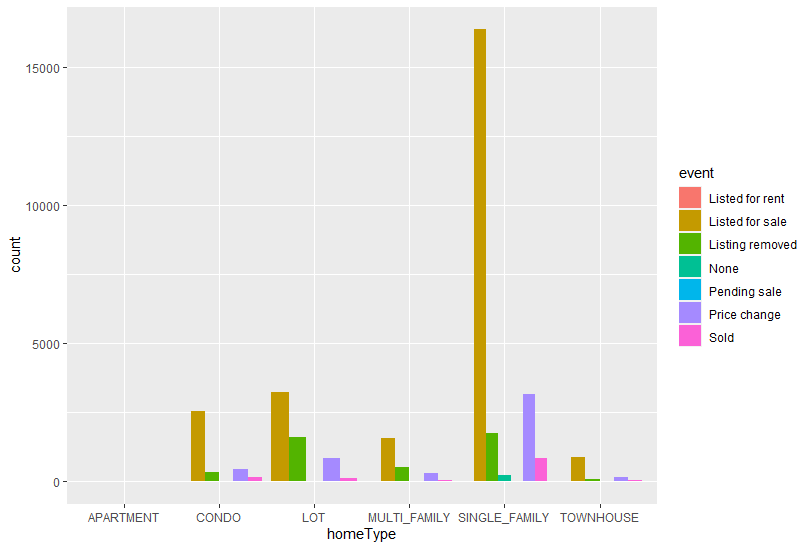 count
15000
10000
5000
0
APARTMENT CONDO LOT MULTI_FAMILY SINGLE_FAMILY TOWNHOUSE
homeType
event
Listed for rent
Listed for sale
Listing removed
None
Pending sale
Price change
Sold